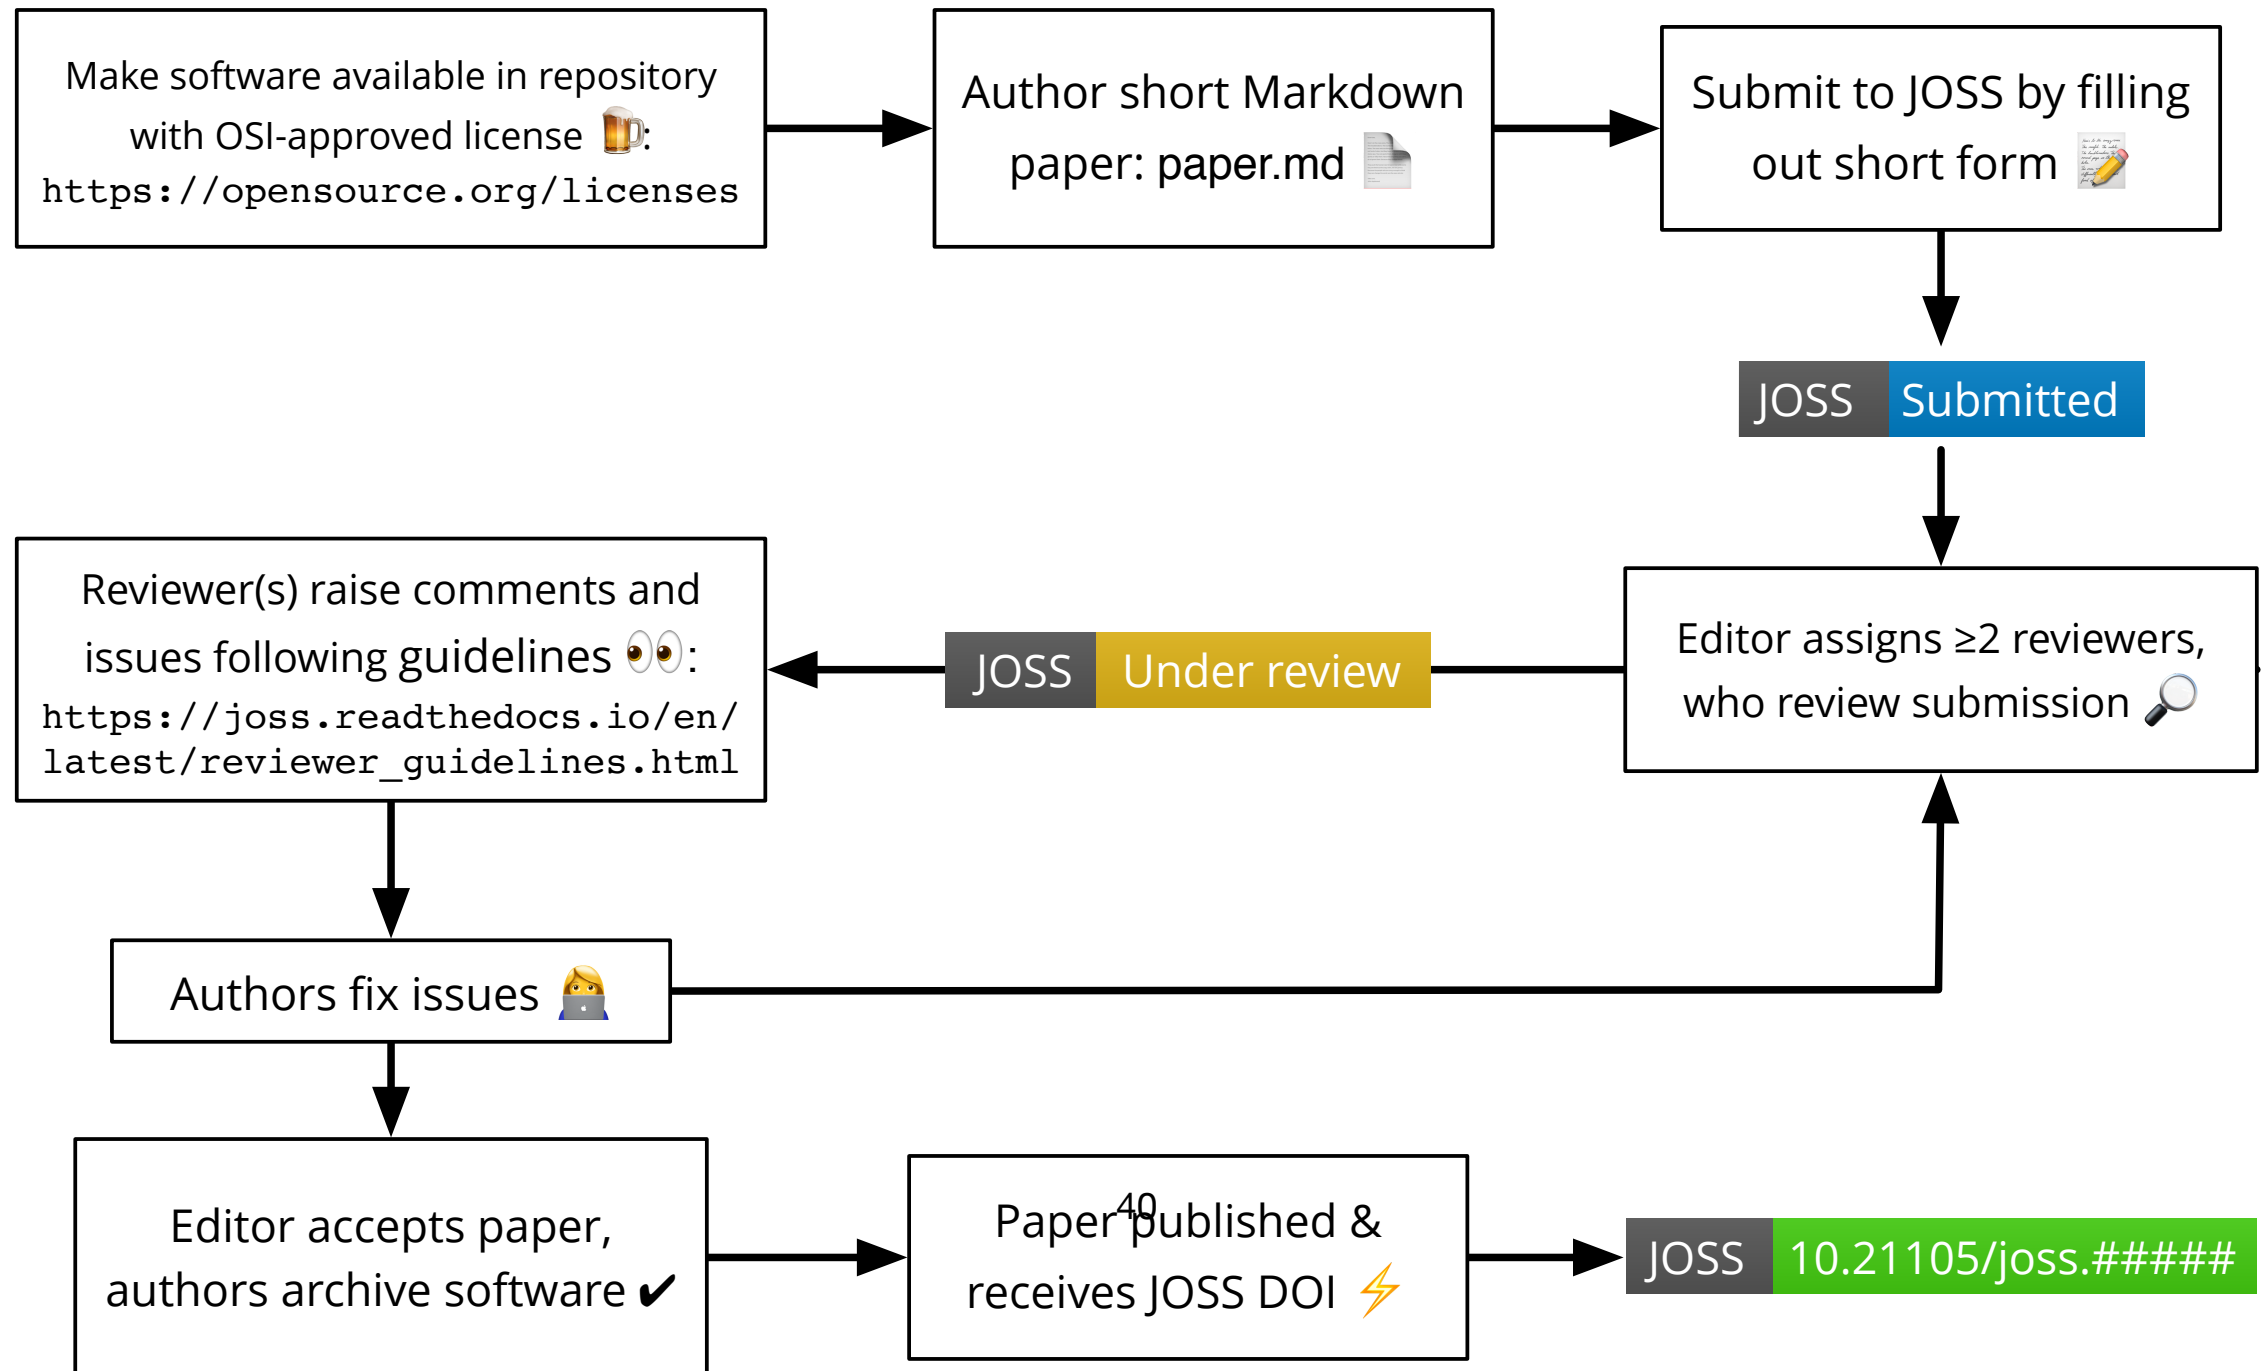 Make software available in repository
with OSI-approved license 🍺:
https://opensource.org/licenses
Author short Markdown
paper: paper.md 📄
Submit to JOSS by filling
out short form 📝
JOSS Submitted
Editor assigns ≥2 reviewers,
who review submission 🔎
JOSS Under review
Reviewer(s) raise comments and
issues following guidelines 👀:
https://joss.readthedocs.io/en/
latest/reviewer_guidelines.html
Authors fix issues 👩‍💻
Editor accepts paper,
authors archive software ✔
Paper published &
receives JOSS DOI ⚡
40
JOSS 10.21105/joss.#####